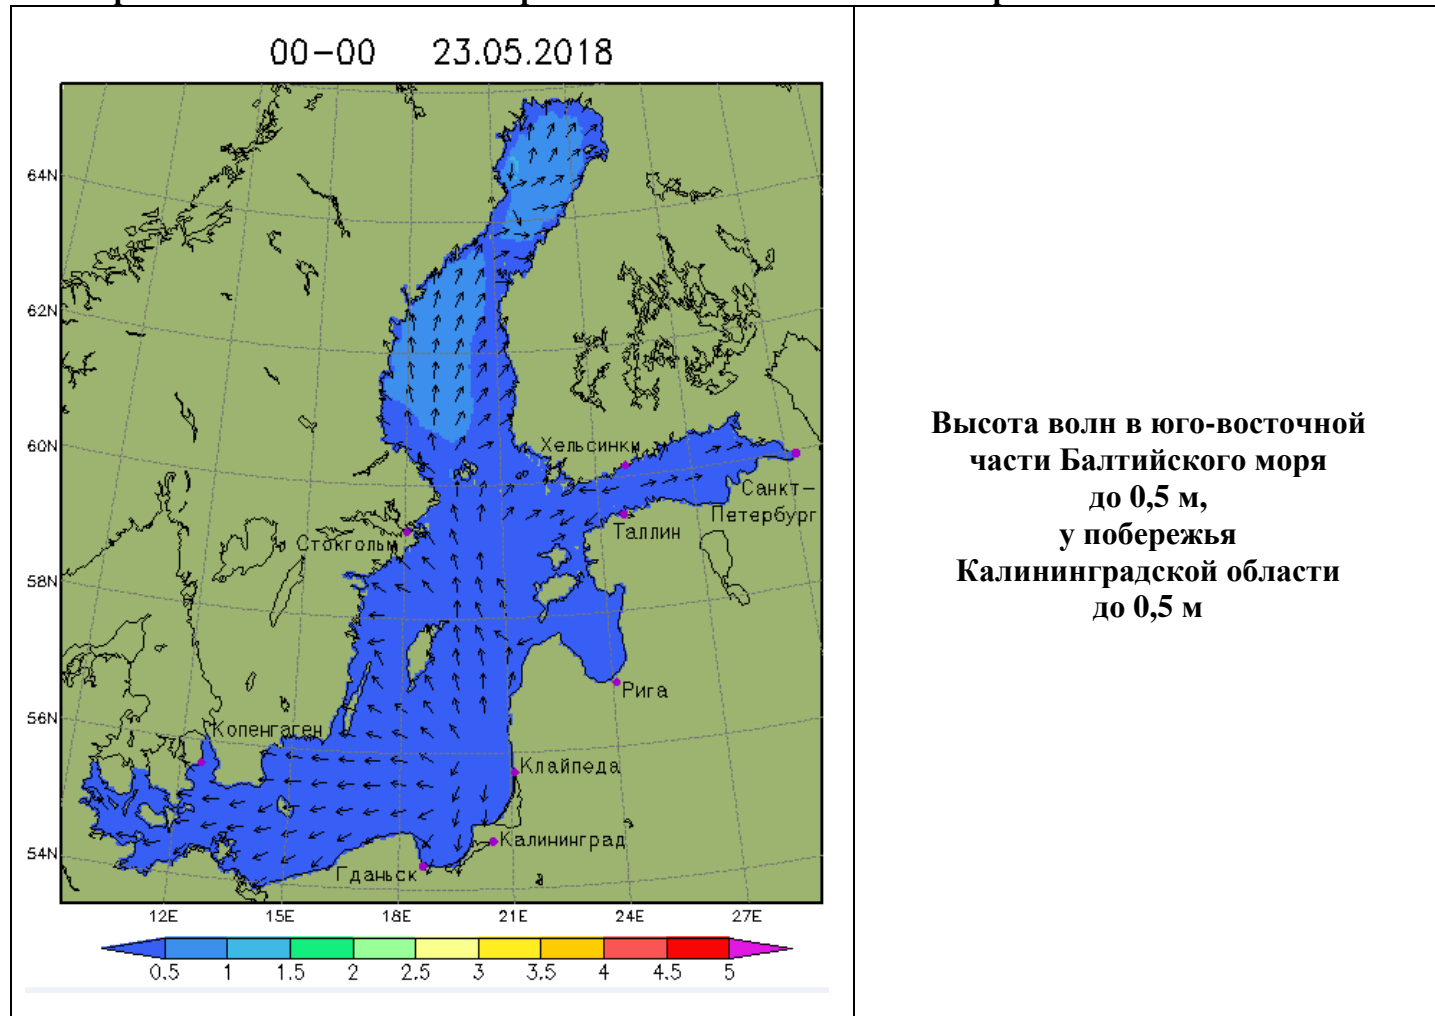 00-00 23.05.2018
64N
62N
60N
58N
56N
54N
Хельсинки
Санкт-
Петербург
Таллин
Стокгольм
Рига
Копенгаген
Клайпеда
Калининград
Гданьск
12E 15E 18E 21E 24E 27E
0.5 1 1.5 2 2.5 3 3.5 4 4.5 5
Высота волн в юго-восточной
части Балтийского моря
до 0,5 м,
у побережья
Калининградской области
до 0,5 м